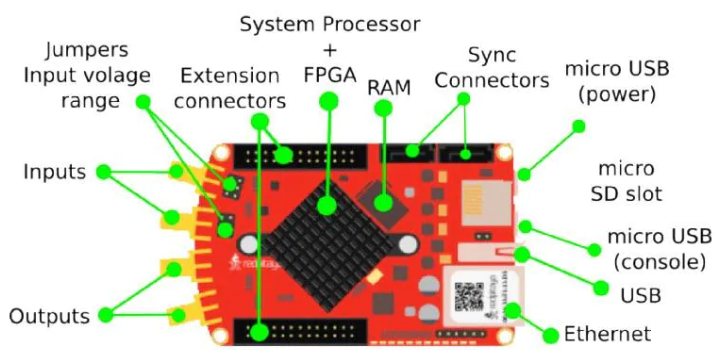 System Processor
+
FPGA
Jumpers
Input volage
range
Extension
connectors
RAM
Sync
Connectors
micro USB
(power)
Inputs
micro
SD slot
micro USB
(console)
USB
Outputs
Ethernet
redpitaya